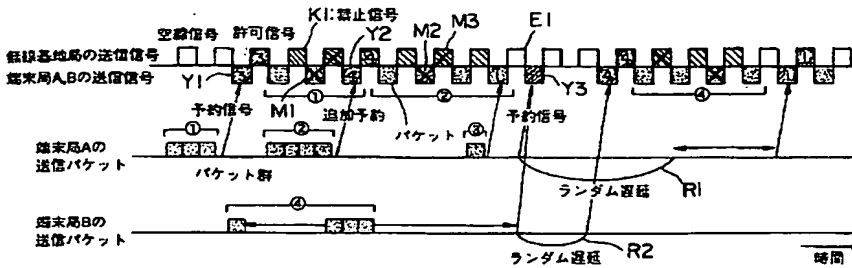 空線信号
許可信号
K1:禁止信号
Y2
M3
E1
無線基地局の送信信号
端末局A,Bの送信信号
Y1
M1
M2
Y3
①
②
④
予約信号
追加予約
パケット
予約信号
①
②
③
端末局Aの
送信パケット
パケット群
ランダム遅延
R1
④
端末局Bの
送信パケット
ランダム遅延
R2
時間